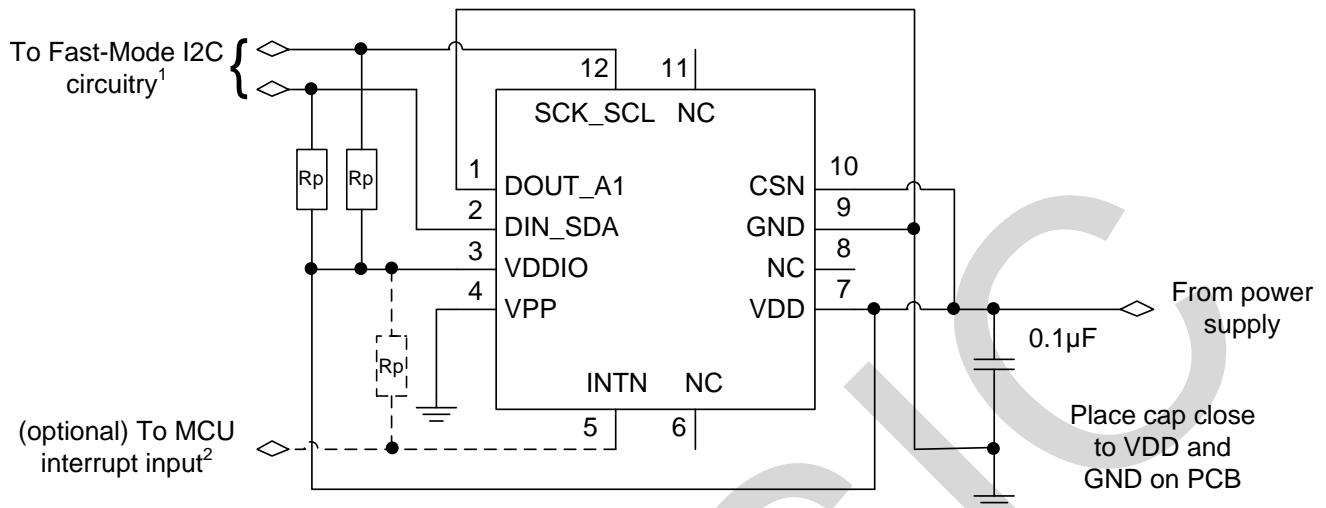 To Fast-Mode I2C
circuitry1
{
12
11
SCK_SCL NC
Rp
Rp
1
DOUT_A1
2
DIN_SDA
3
VDDIO
4
VPP
CSN
10
GND
9
NC
8
VDD
7
From power
supply
0.1µF
Rp
INTN NC
5
6
(optional) To MCU
interrupt input2
Place cap close
to VDD and
GND on PCB